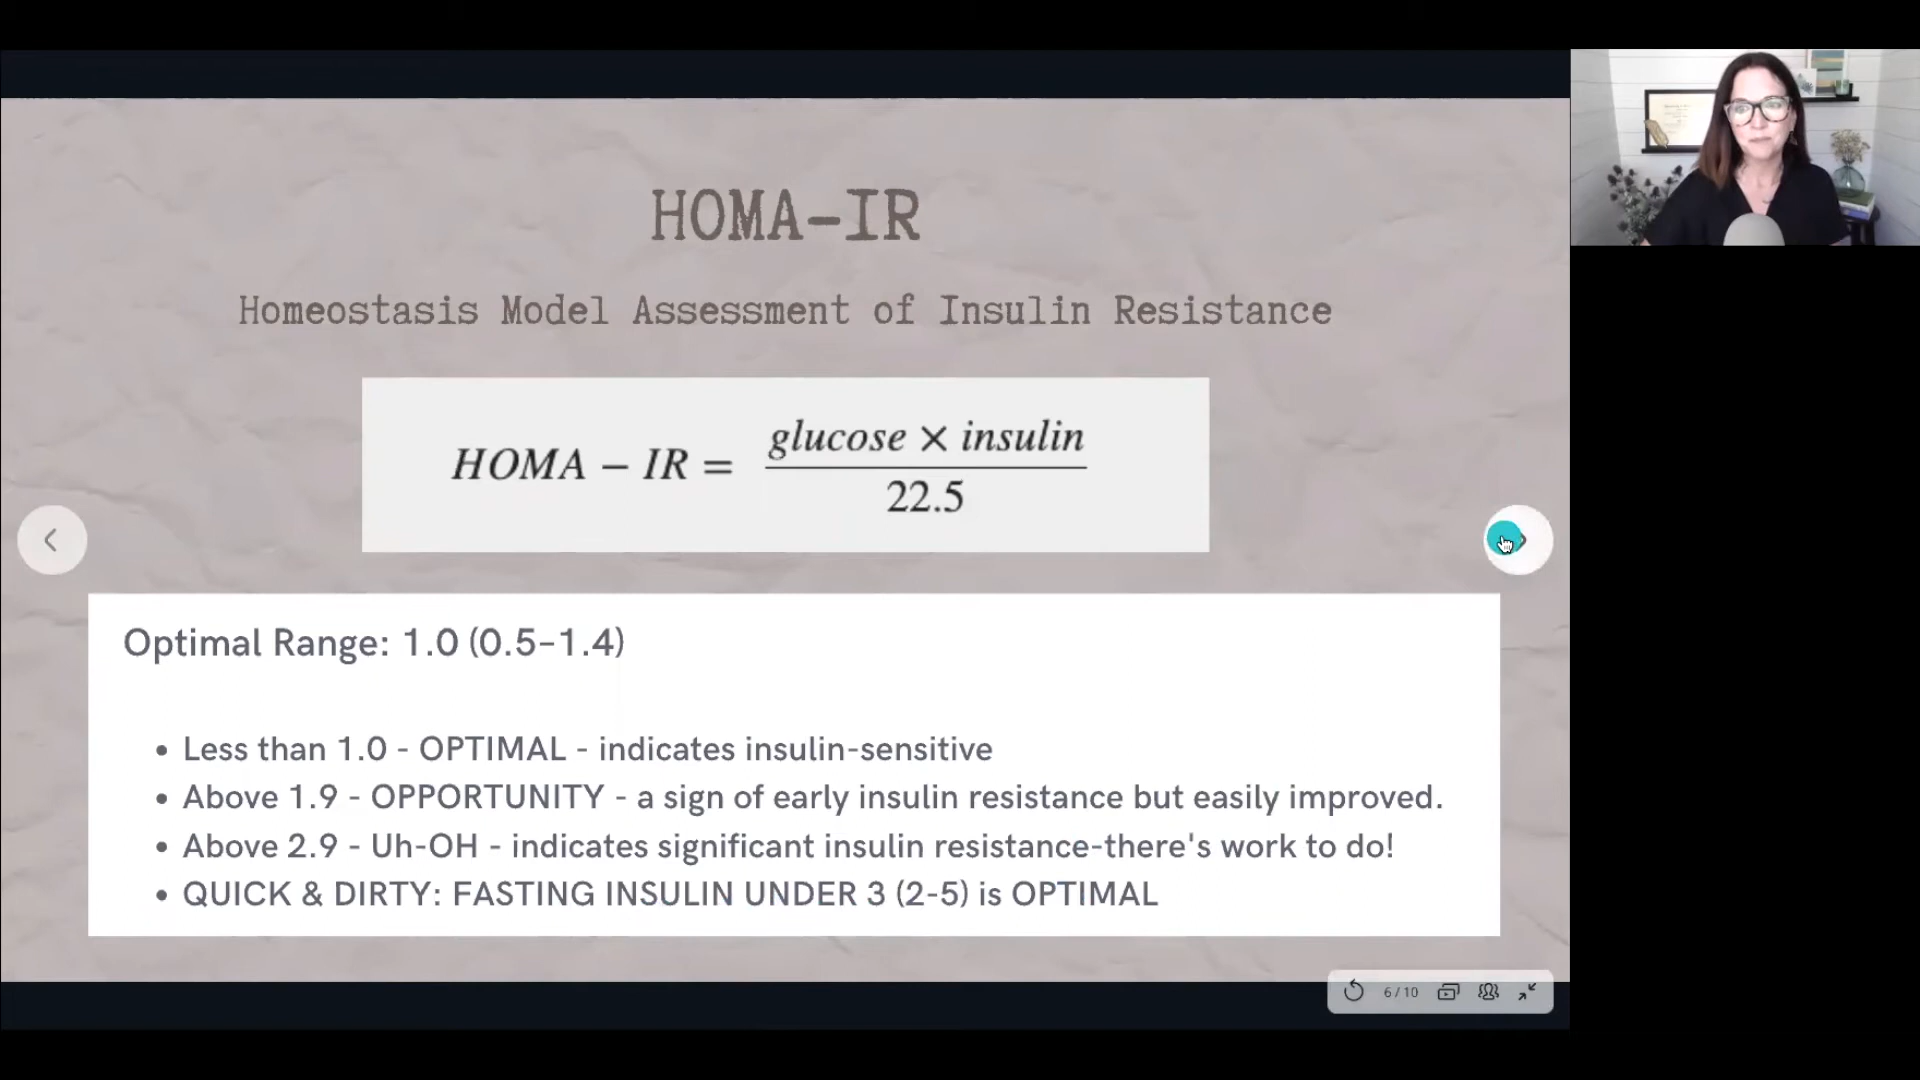 HOMA-IR
Homeostasis Model Assessment of Insulin Resistance
HOMA − IR = glucose × insulin
22.5
Optimal Range: 1.0 (0.5-1.4)
• Less than 1.0 - OPTIMAL - indicates insulin-sensitive
• Above 1.9 - OPPORTUNITY - a sign of early insulin resistance but easily improved.
• Above 2.9 - Uh-OH - indicates significant insulin resistance-there's work to do!
• QUICK & DIRTY: FASTING INSULIN UNDER 3 (2-5) is OPTIMAL
6/10